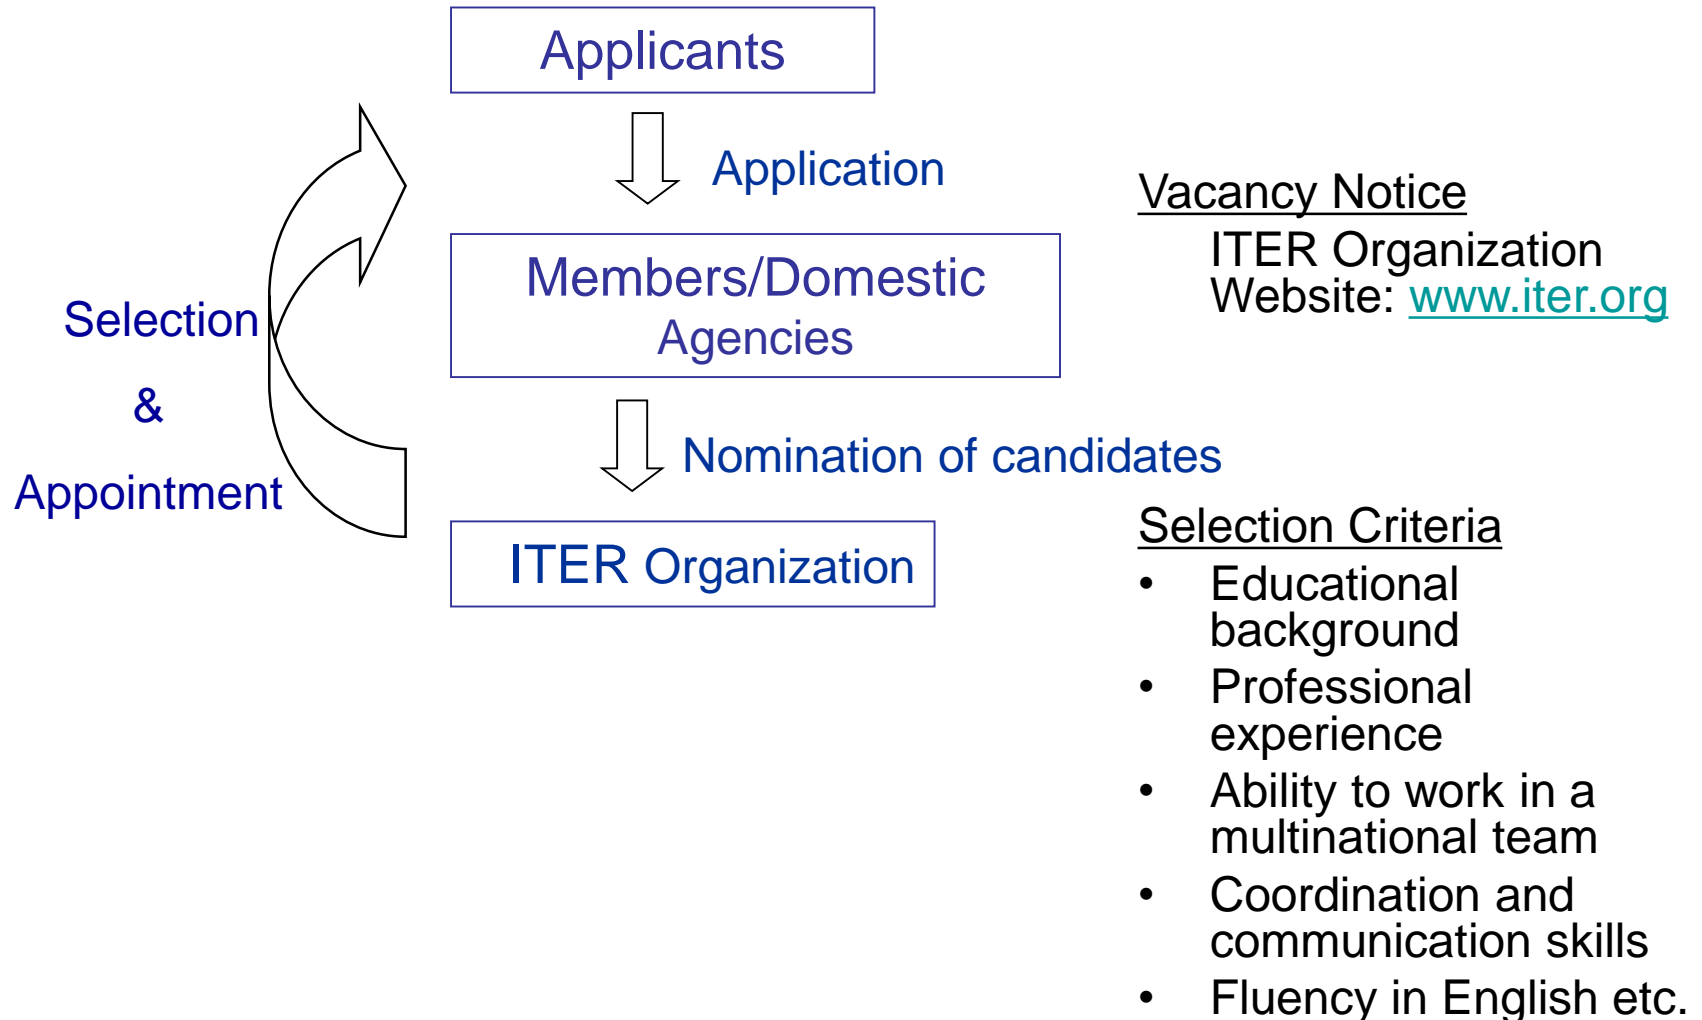 Applicants
Application
Members/Domestic
Agencies
Nomination of candidates
ITER Organization
Selection
&
Appointment
Vacancy Notice
ITER Organization
Website: www.iter.org
Selection Criteria
• Educational
background
• Professional
experience
• Ability to work in a
multinational team
• Coordination and
communication skills
• Fluency in English etc.